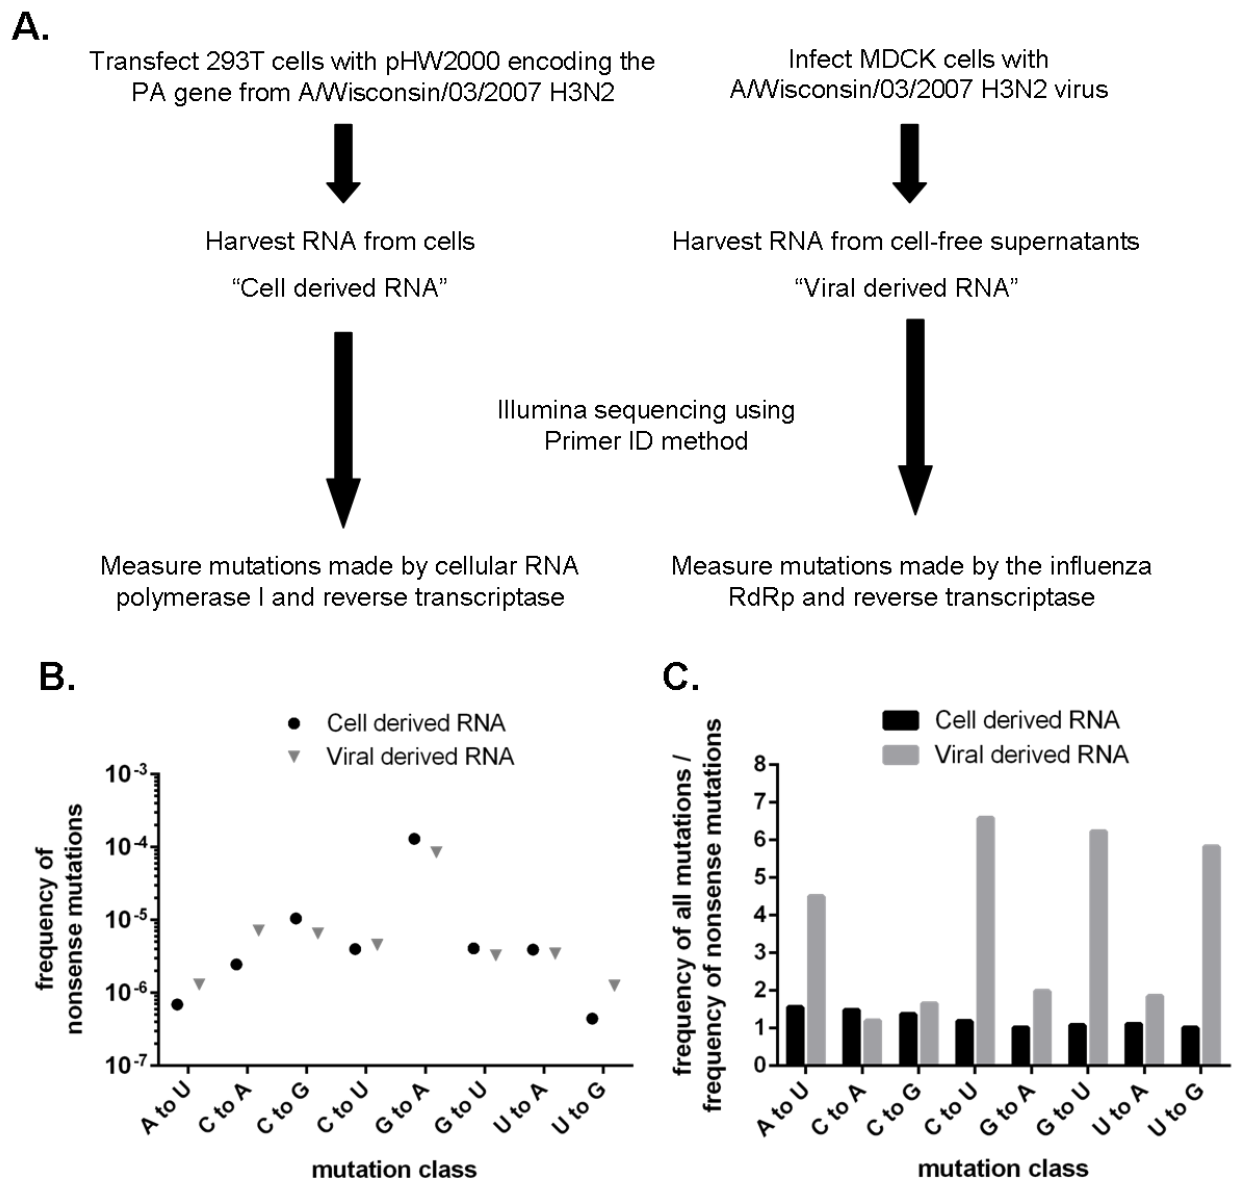 A.
Transfect 293T cells with pHW2000 encoding the
PA gene from A/Wisconsin/03/2007 H3N2
Infect MDCK cells with
A/Wisconsin/03/2007 H3N2 virus
Harvest RNA from cells
“Cell derived RNA”
Harvest RNA from cell-free supernatants
“Viral derived RNA”
Illumina sequencing using
Primer ID method
Measure mutations made by cellular RNA
polymerase I and reverse transcriptase
Measure mutations made by the influenza
RdRp and reverse transcriptase
B.
Cell derived RNA
Viral derived RNA
frequency of
nonsense mutations
10-3
10-4
10-5
10-6
10-7
A to U
C to A
C to G
C to U
G to A
G to U
U to A
U to G
mutation class
C.
Cell derived RNA
Viral derived RNA
frequency of all mutations /
frequency of nonsense mutations
8
7
6
5
4
3
2
1
0
A to U
C to A
C to G
C to U
G to A
G to U
U to A
U to G
mutation class